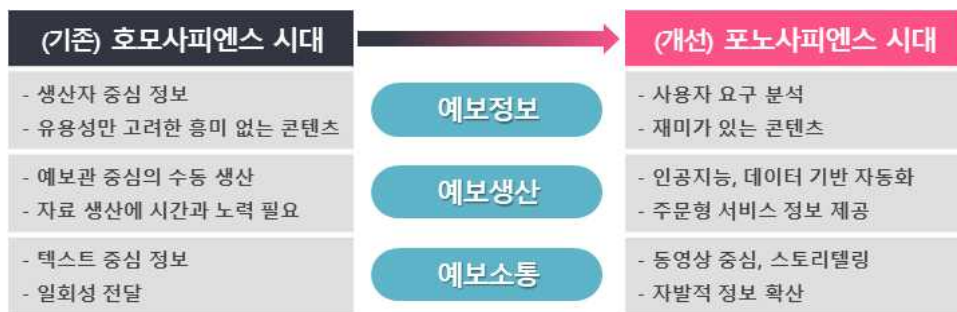 (기존) 호모사피엔스 시대
(개선) 포노사피엔스 시대
- 생산자 중심 정보
- 유용성만 고려한 흥미 없는 콘텐츠
예보정보
- 사용자 요구 분석
- 재미가 있는 콘텐츠
- 예보관 중심의 수동 생산
- 자료 생산에 시간과 노력 필요
예보생산
- 인공지능, 데이터 기반 자동화
- 주문형 서비스 정보 제공
- 텍스트 중심 정보
- 일회성 전달
예보소통
- 동영상 중심, 스토리텔링
- 자발적 정보 확산